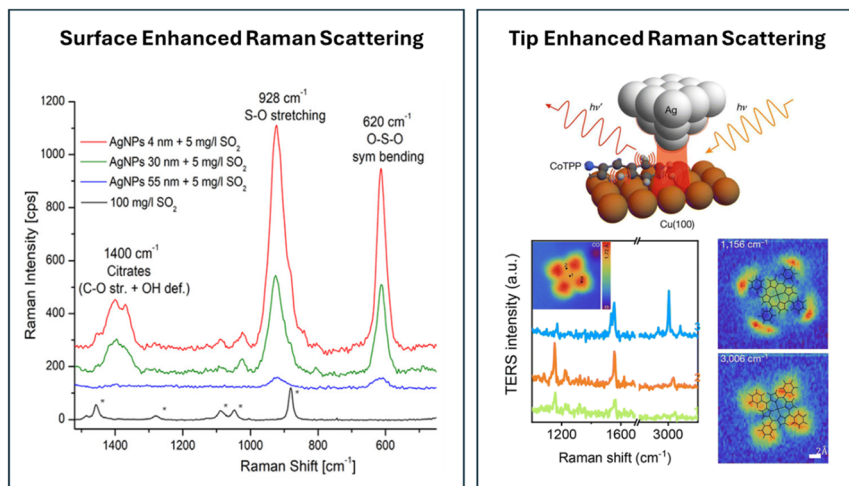 Surface Enhanced Raman Scattering
928 cm⁻¹
S-O stretching
620 cm⁻¹
O-S-O
sym bending
AgNPs 4 nm + 5 mg/l SO₂
AgNPs 30 nm + 5 mg/l SO₂
AgNPs 55 nm + 5 mg/l SO₂
100 mg/l SO₂
1400 cm⁻¹
Citrates
(C-O str. + OH def.)
Raman Intensity [cps]
1200
1000
800
600
400
200
0
* * * * *
1400 1200 1000 800 600
Raman Shift [cm⁻¹]
Tip Enhanced Raman Scattering
hν'
Ag
hν
CoTPP
Cu(100)
TERS intensity (a.u.)
3
2
1200 1600 3000
Raman shift (cm⁻¹)
1,156 cm⁻¹
3,006 cm⁻¹
2Å